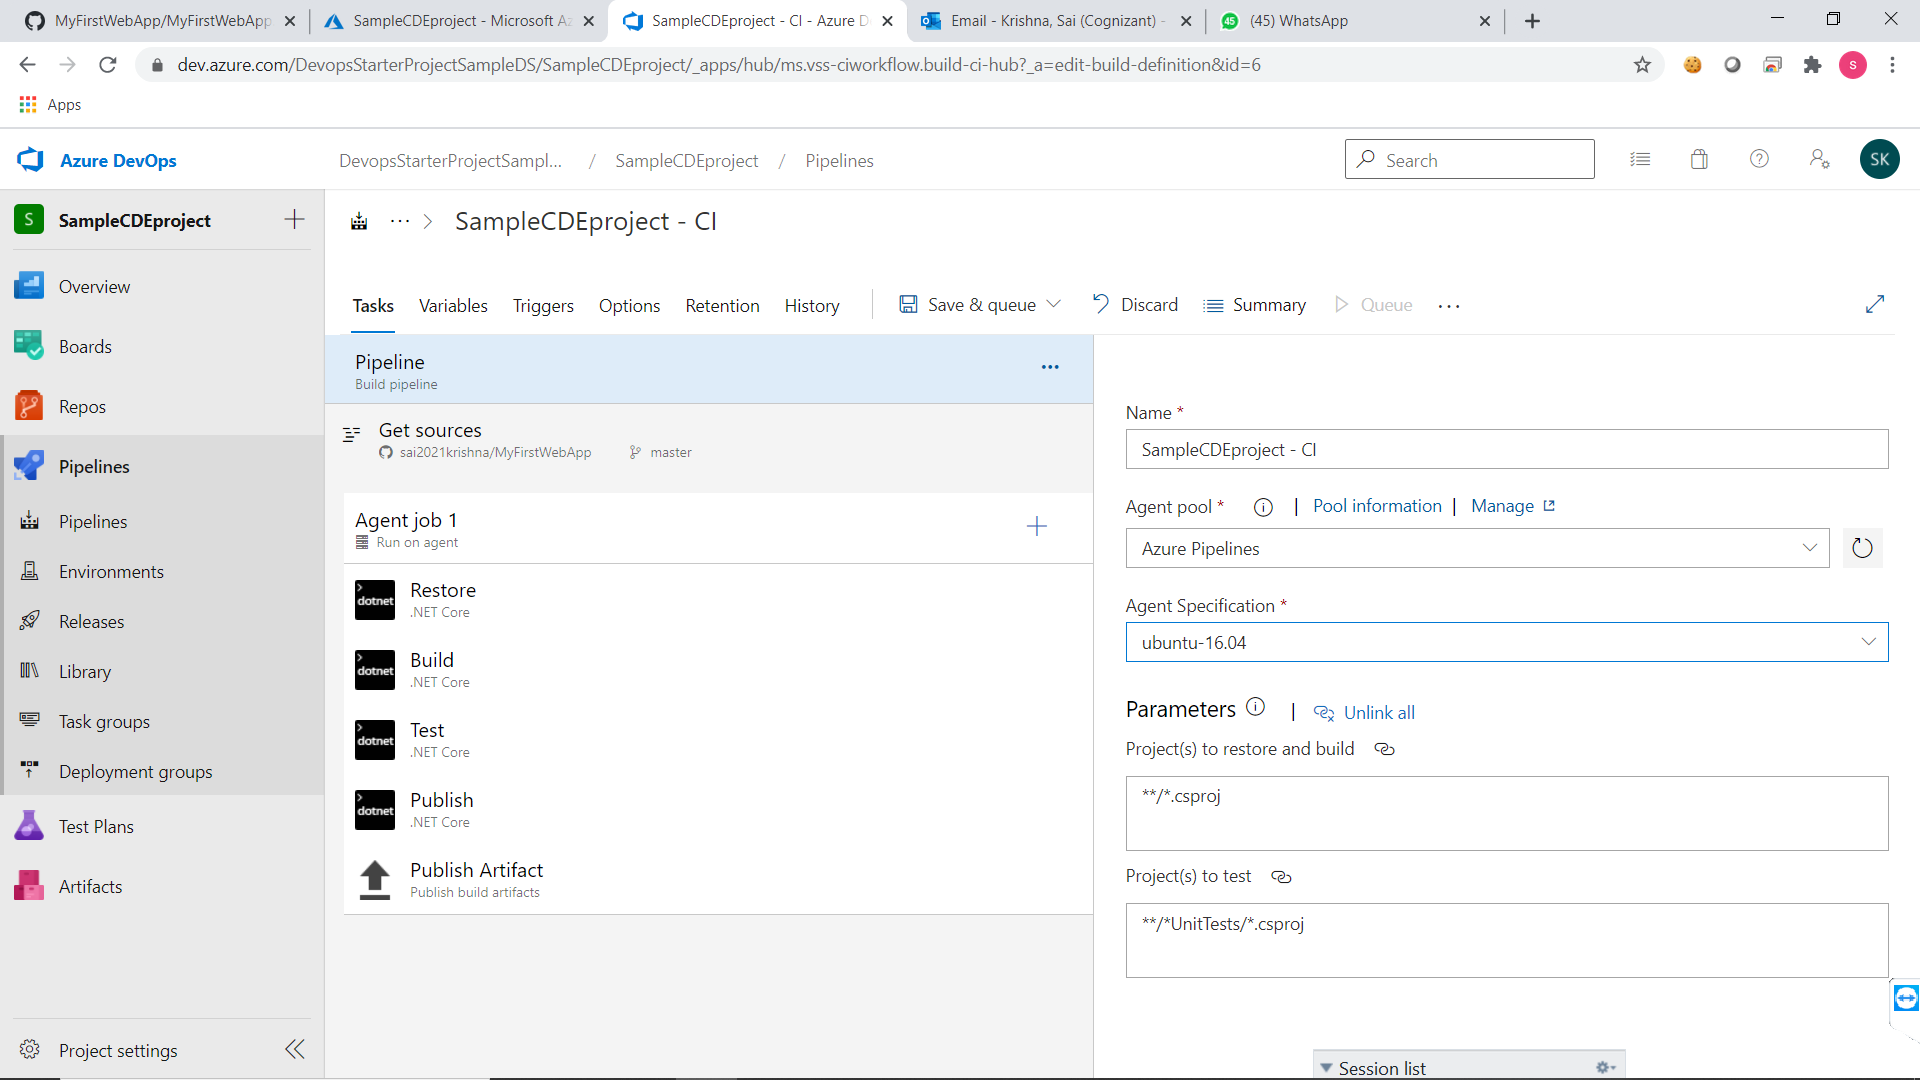 MyFirstWebApp/MyFirstWebApp
SampleCDEproject - Microsoft Az
SampleCDEproject - CI - Azure D
Email - Krishna, Sai (Cognizant) -
45
(45) WhatsApp
dev.azure.com/DevopsStarterProjectSampleDS/SampleCDEproject/_apps/hub/ms.vss-ciworkflow.build-ci-hub?_a=edit-build-definition&id=6
S
Apps
Azure DevOps
DevopsStarterProjectSampl... / SampleCDEproject / Pipelines
Search
SK
S SampleCDEproject
Overview
Boards
Repos
Pipelines
Pipelines
Environments
Releases
Library
Task groups
Deployment groups
Test Plans
Artifacts
Project settings
... > SampleCDEproject - CI
Tasks Variables Triggers Options Retention History Save & queue Discard Summary Queue ...
Pipeline
Build pipeline
Get sources
sai2021krishna/MyFirstWebApp master
Agent job 1
Run on agent
dotnet
Restore
.NET Core
dotnet
Build
.NET Core
dotnet
Test
.NET Core
dotnet
Publish
.NET Core
Publish Artifact
Publish build artifacts
Name *
SampleCDEproject - CI
Agent pool * | Pool information | Manage
Azure Pipelines
Agent Specification *
ubuntu-16.04
Parameters | Unlink all
Project(s) to restore and build
**/*.csproj
Project(s) to test
**/*UnitTests/*.csproj
Session list